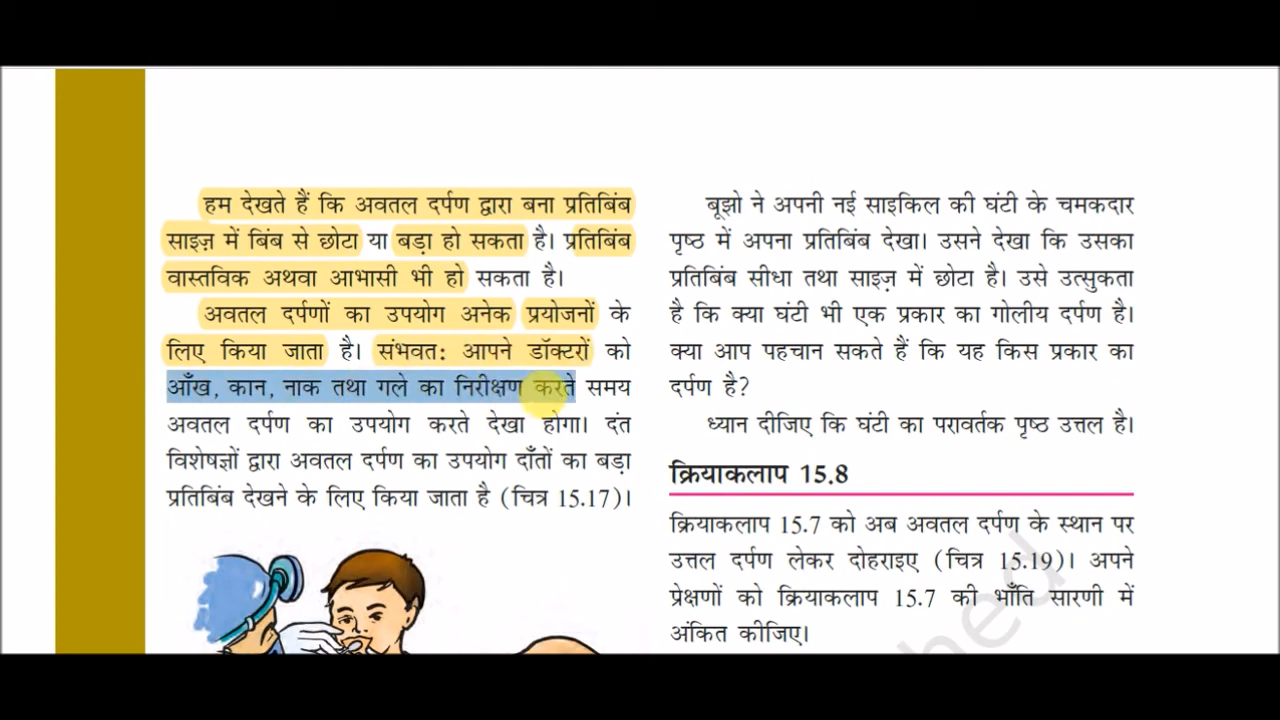 हम देखते हैं कि अवतल दर्पण द्वारा बना प्रतिबिंब
साइज़ में बिंब से छोटा या बड़ा हो सकता है। प्रतिबिंब
वास्तविक अथवा आभासी भी हो सकता है।
अवतल दर्पणों का उपयोग अनेक प्रयोजनों के
लिए किया जाता है। संभवतः आपने डॉक्टरों को
आँख, कान, नाक तथा गले का निरीक्षण करते समय
अवतल दर्पण का उपयोग करते देखा होगा। दंत
विशेषज्ञों द्वारा अवतल दर्पण का उपयोग दाँतों का बड़ा
प्रतिबिंब देखने के लिए किया जाता है (चित्र 15.17)।
बूझो ने अपनी नई साइकिल की घंटी के चमकदार
पृष्ठ में अपना प्रतिबिंब देखा। उसने देखा कि उसका
प्रतिबिंब सीधा तथा साइज़ में छोटा है। उसे उत्सुकता
है कि क्या घंटी भी एक प्रकार का गोलीय दर्पण है।
क्या आप पहचान सकते हैं कि यह किस प्रकार का
दर्पण है?
ध्यान दीजिए कि घंटी का परावर्तक पृष्ठ उत्तल है।
क्रियाकलाप 15.8
क्रियाकलाप 15.7 को अब अवतल दर्पण के स्थान पर
उत्तल दर्पण लेकर दोहराइए (चित्र 15.19)। अपने
प्रेक्षणों को क्रियाकलाप 15.7 की भाँति सारणी में
अंकित कीजिए।
hed